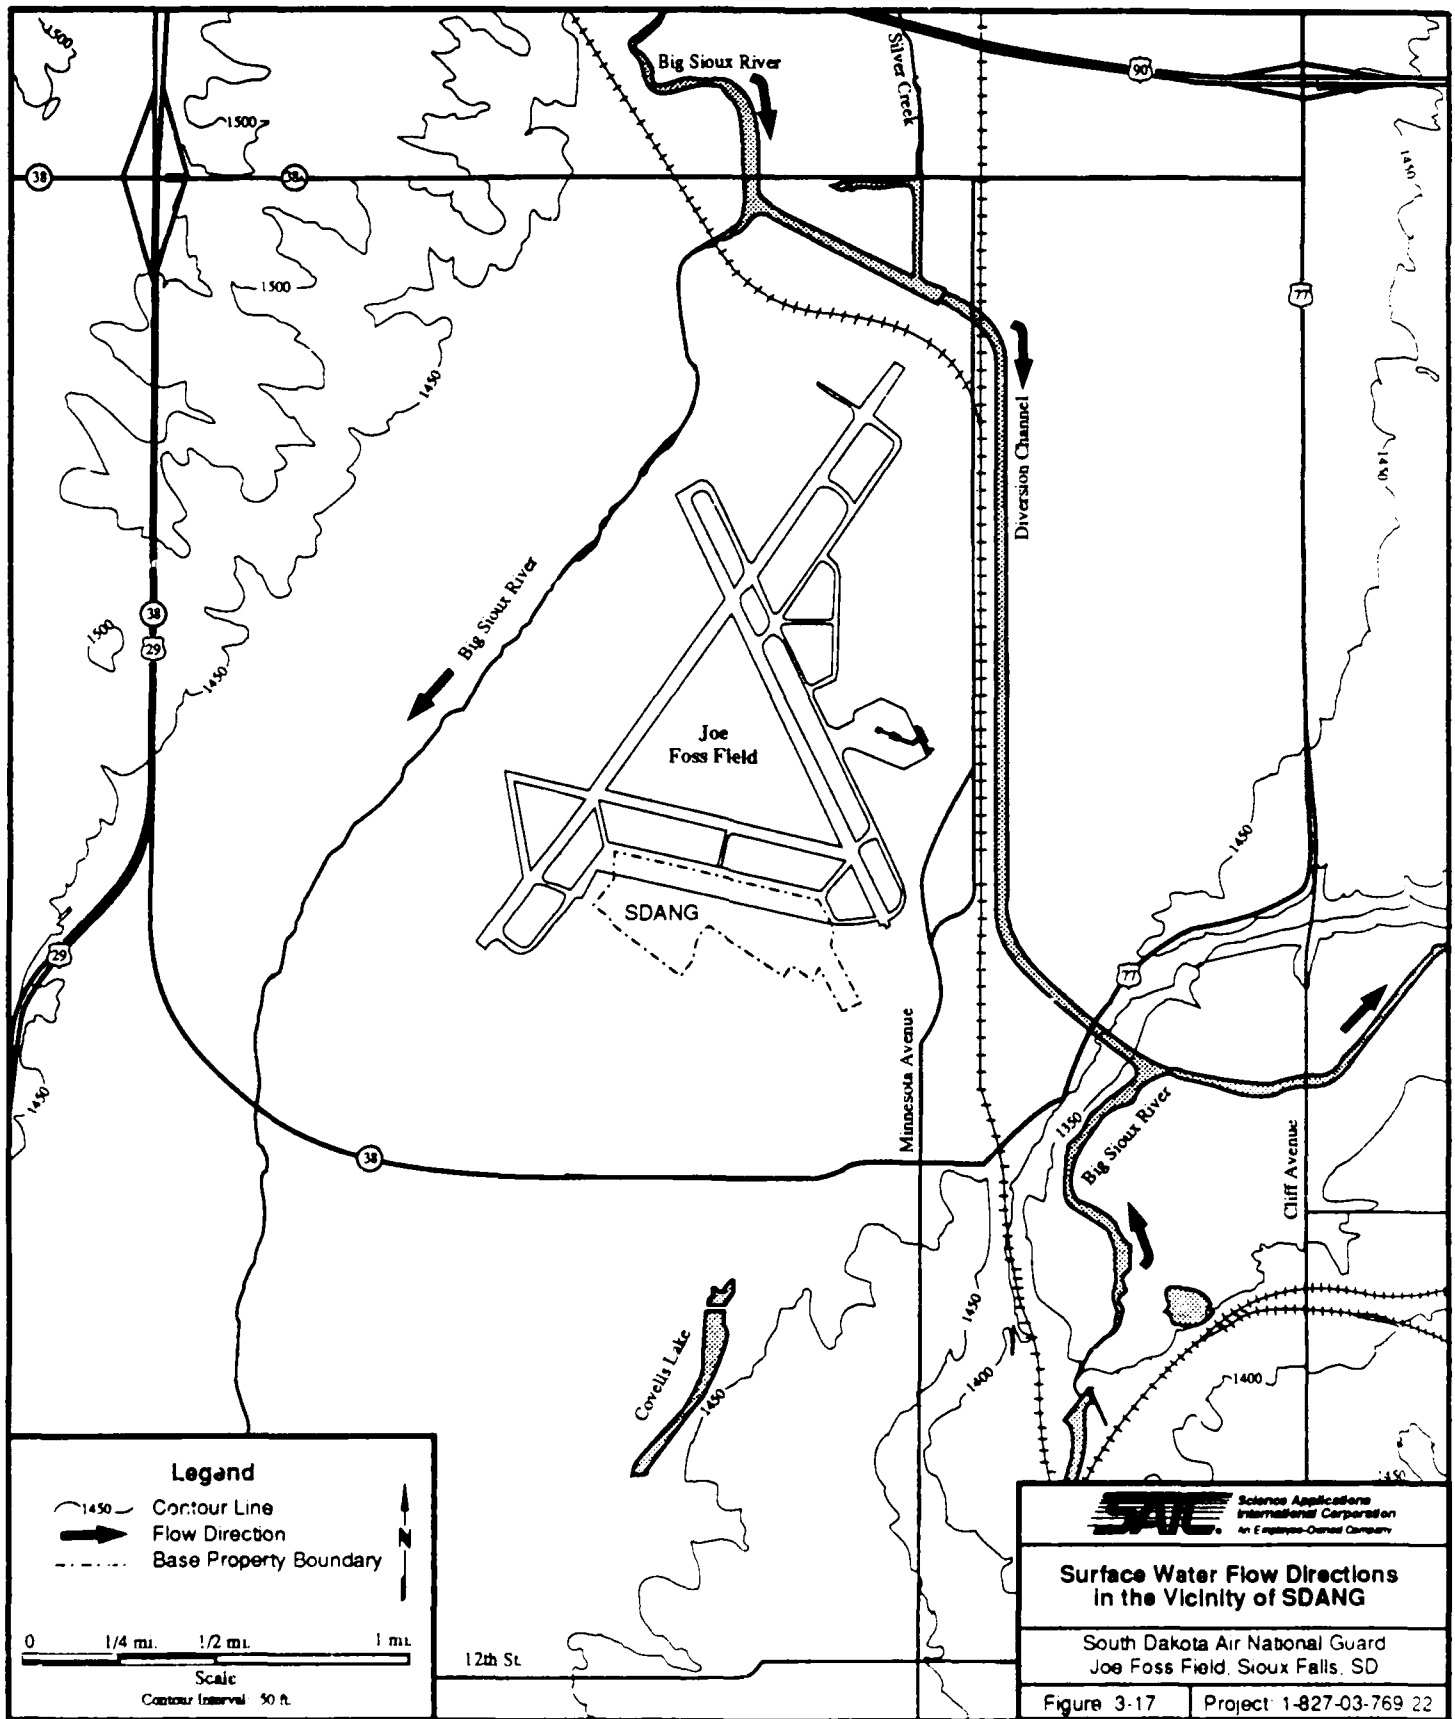 1500
Big Sioux River
Silver Creek
90
1500
38
38
1450
1500
77
1450
Diversion Channel
1450
Big Sioux River
38
1500
29
1450
Joe
Foss Field
1450
SDANG
29
77
Minnesota Avenue
1450
1350
Big Sioux River
38
Cliff Avenue
1450
Covells Lake
1400
1450
1400
1450
Legend
1450 Contour Line
Flow Direction
Base Property Boundary
N
0 1/4 mi. 1/2 mi. 1 mi.
Scale
Contour Interval 50 ft.
12th St.
SAIC
Science Applications
International Corporation
An Employee-Owned Company
Surface Water Flow Directions
in the Vicinity of SDANG
South Dakota Air National Guard
Joe Foss Field, Sioux Falls, SD
Figure 3-17
Project 1-827-03-769 22